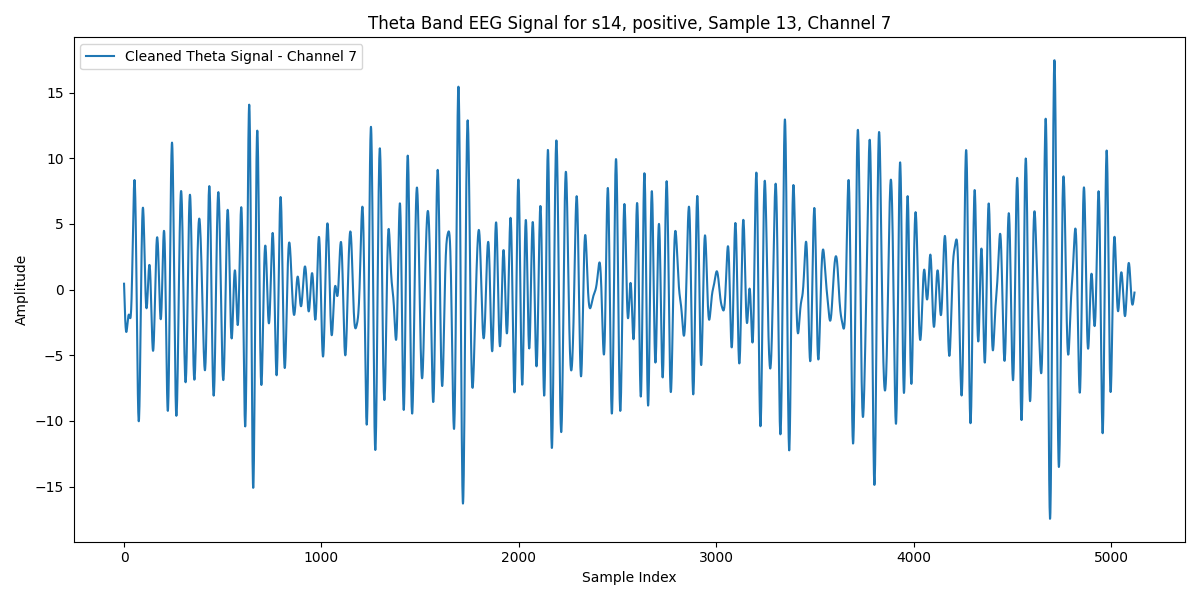 Theta Band EEG Signal for s14, positive, Sample 13, Channel 7
Cleaned Theta Signal - Channel 7
Amplitude
15
10
5
0
−5
−10
−15
0 1000 2000 3000 4000 5000
Sample Index